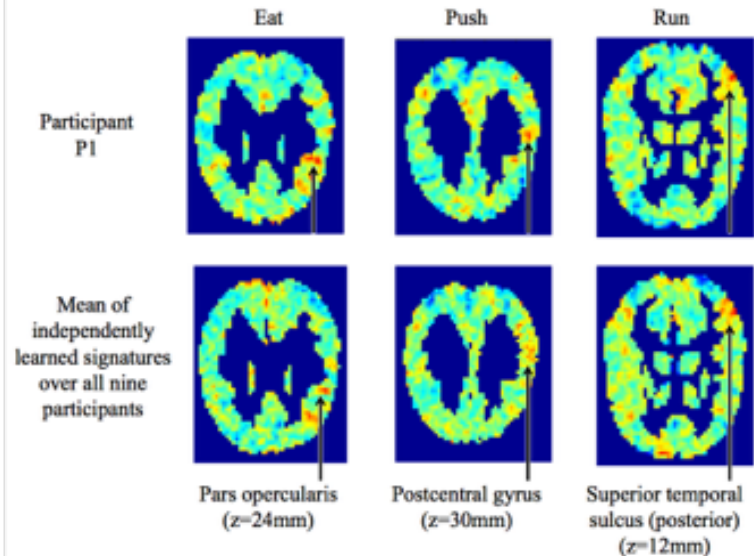 Eat Push Run
Participant
P1
Mean of
independently
learned signatures
over all nine
participants
Pars opercularis
(z=24mm)
Postcentral gyrus
(z=30mm)
Superior temporal
sulcus (posterior)
(z=12mm)